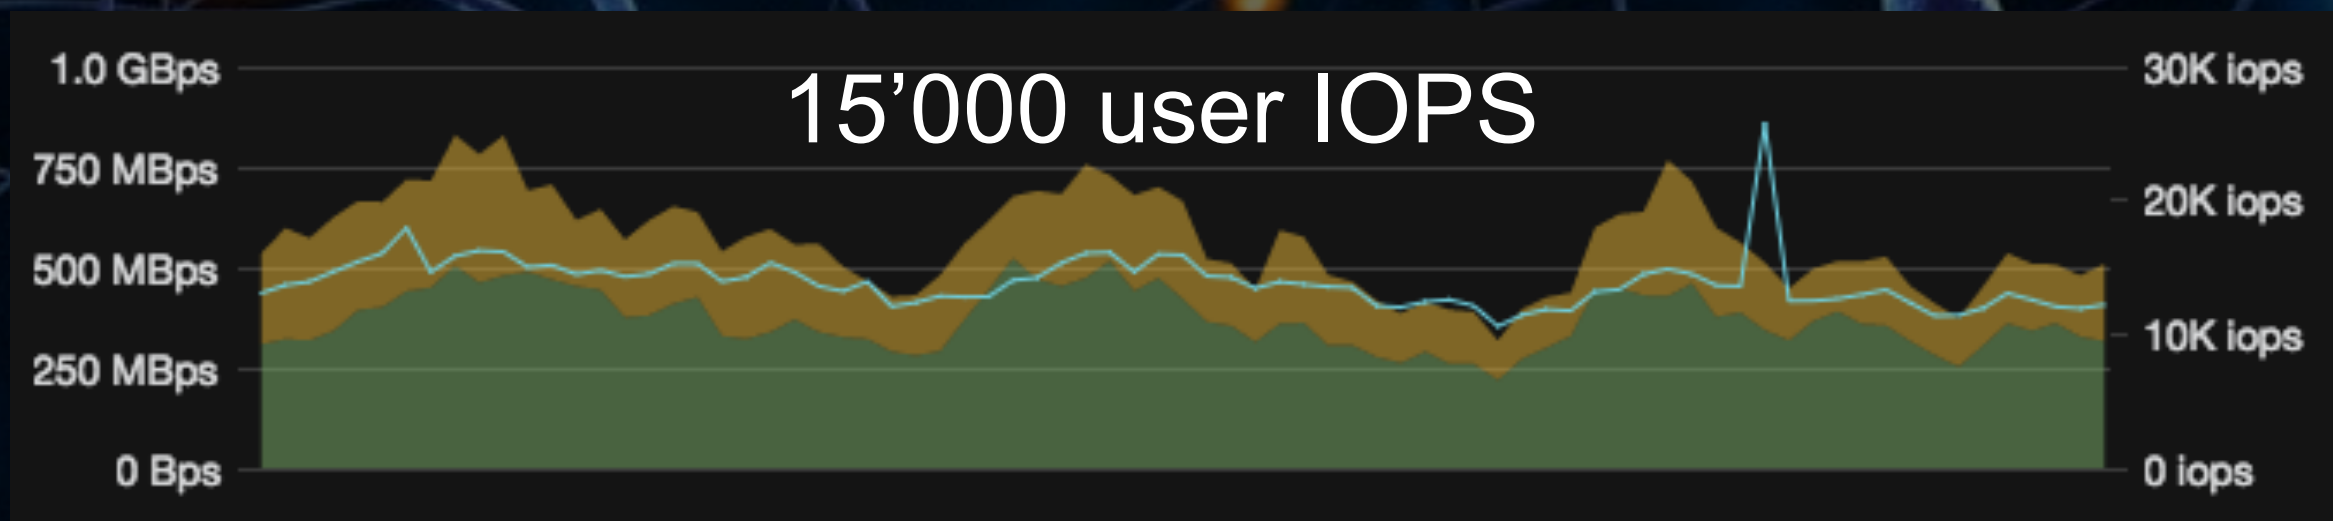 15’000 user IOPS
1.0 GBps
750 MBps
500 MBps
250 MBps
0 Bps
30K iops
20K iops
10K iops
0 iops